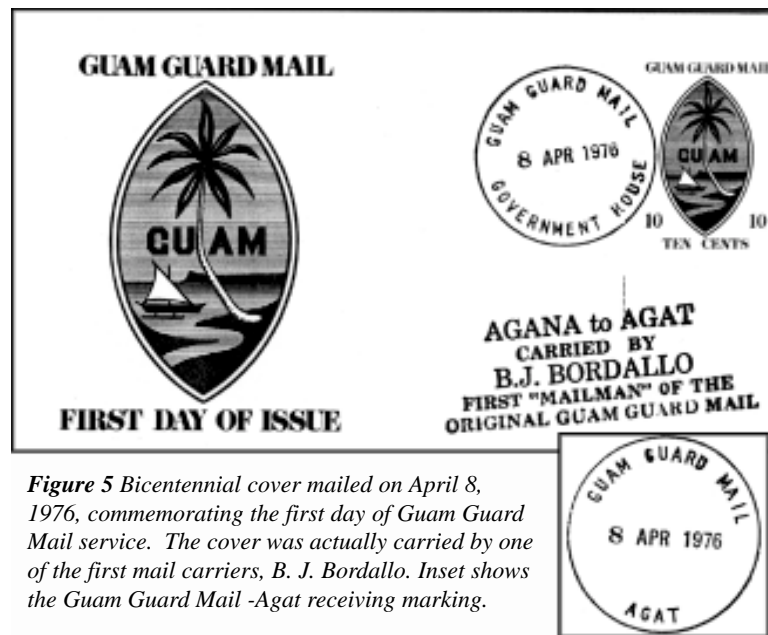 GUAM GUARD MAIL
GUAM
FIRST DAY OF ISSUE
GUAM GUARD MAIL
8 APR 1976
GOVERNMENT HOUSE
GUAM GUARD MAIL
GUAM
10 10
TEN CENTS
AGANA to AGAT
CARRIED BY
B.J. BORDALLO
FIRST "MAILMAN" OF THE
ORIGINAL GUAM GUARD MAIL
Figure 5 Bicentennial cover mailed on April 8,
1976, commemorating the first day of Guam Guard
Mail service. The cover was actually carried by one
of the first mail carriers, B. J. Bordallo. Inset shows
the Guam Guard Mail -Agat receiving marking.
GUAM GUARD MAIL
8 APR 1976
AGAT